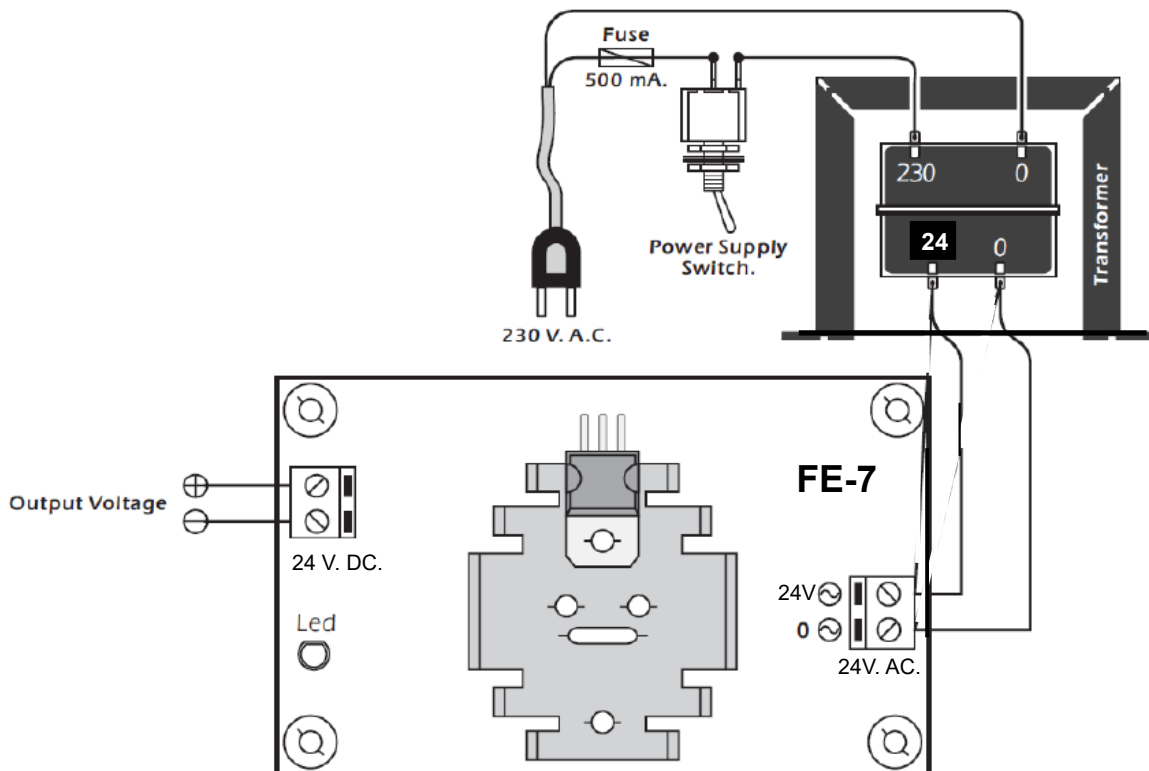 Fuse
500 mA.
230
0
24
0
Transformer
Power Supply
Switch.
230 V. A.C.
FE-7
Output Voltage
24 V. DC.
24V
0
Led
24V. AC.